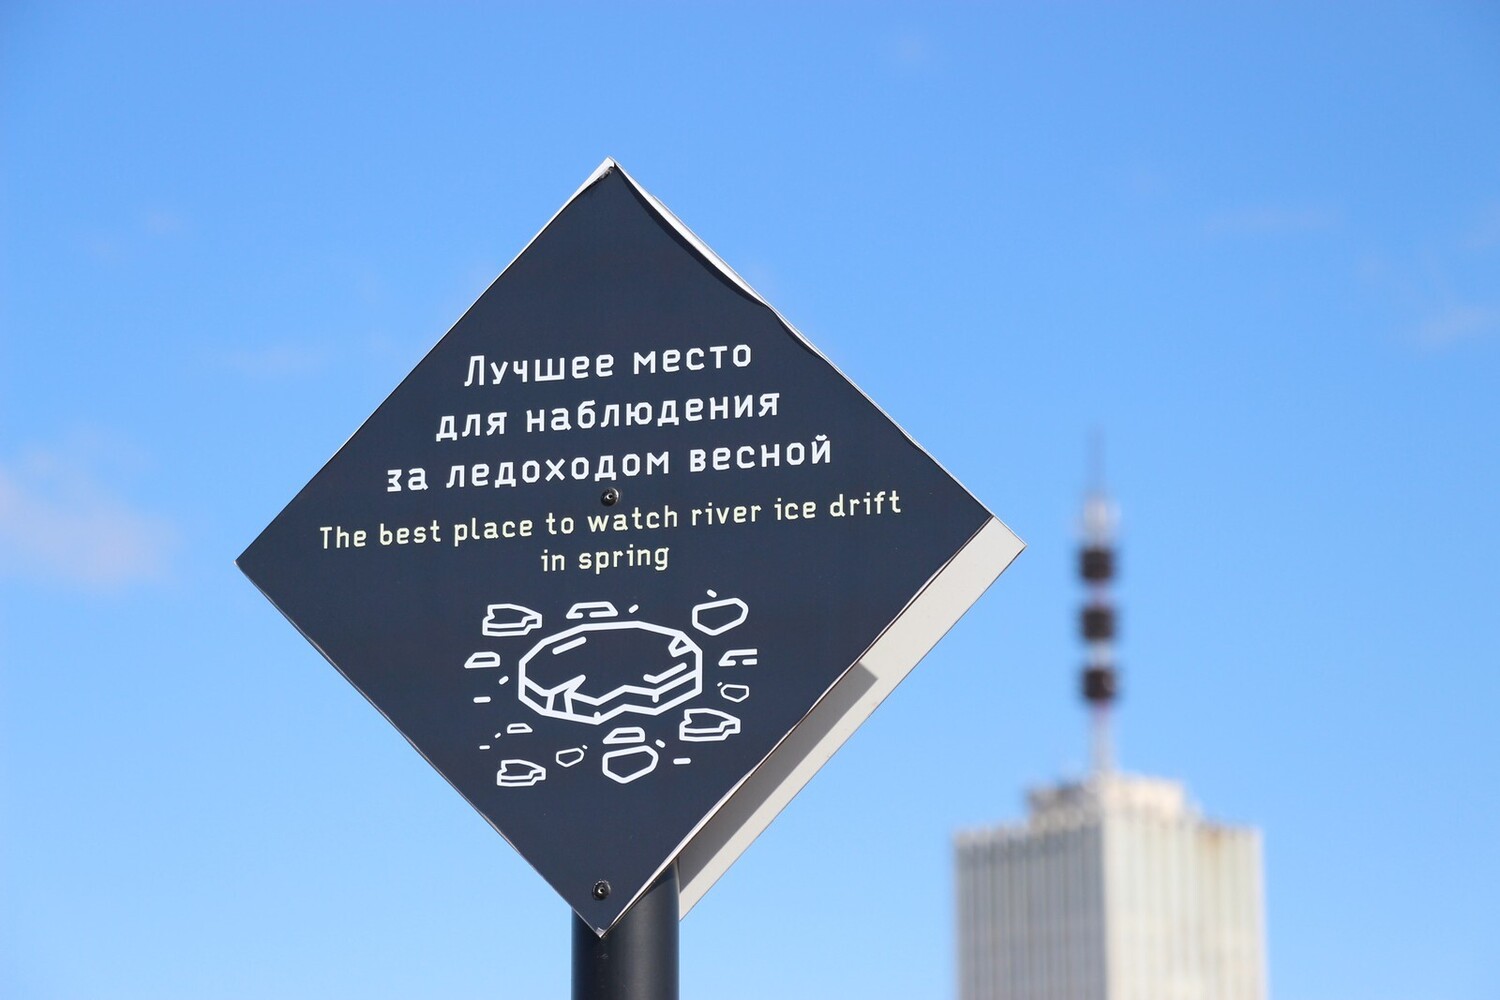 Лучшее место
для наблюдения
за ледоходом весной
The best place to watch river ice drift
in spring